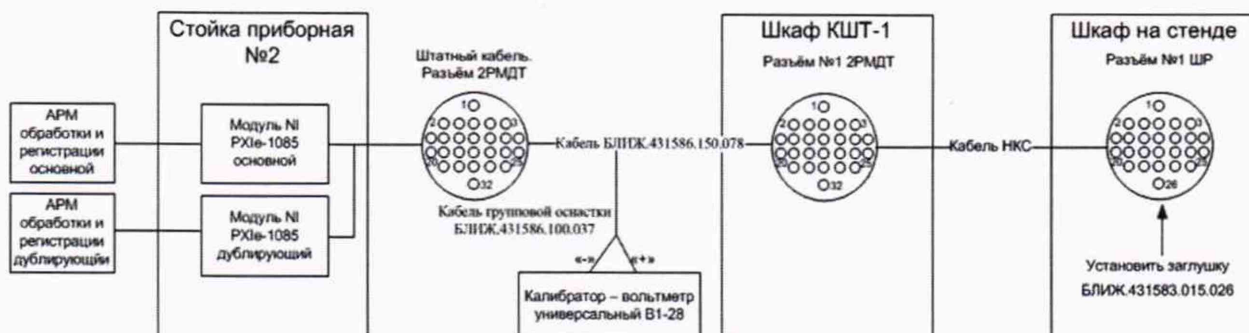 Стойка приборная
№2
АРМ
обработки и
регистрации
основной
Модуль NI
PXIe-1085
основной
АРМ
обработки и
регистрации
дублирующйи
Модуль NI
PXIe-1085
дублирующий
Штатный кабель.
Разъём 2РМДТ
1
2
3
32
Кабель БЛИЖ.431586.150.078
Кабель групповой оснастки
БЛИЖ.431586.100.037
«-»
«+»
Калибратор – вольтметр
универсальный В1-28
Шкаф КШТ-1
Разъём №1 2РМДТ
1
2
3
32
Кабель НКС
Шкаф на стенде
Разъём №1 ШР
1
2
3
26
Установить заглушку
БЛИЖ.431583.015.026